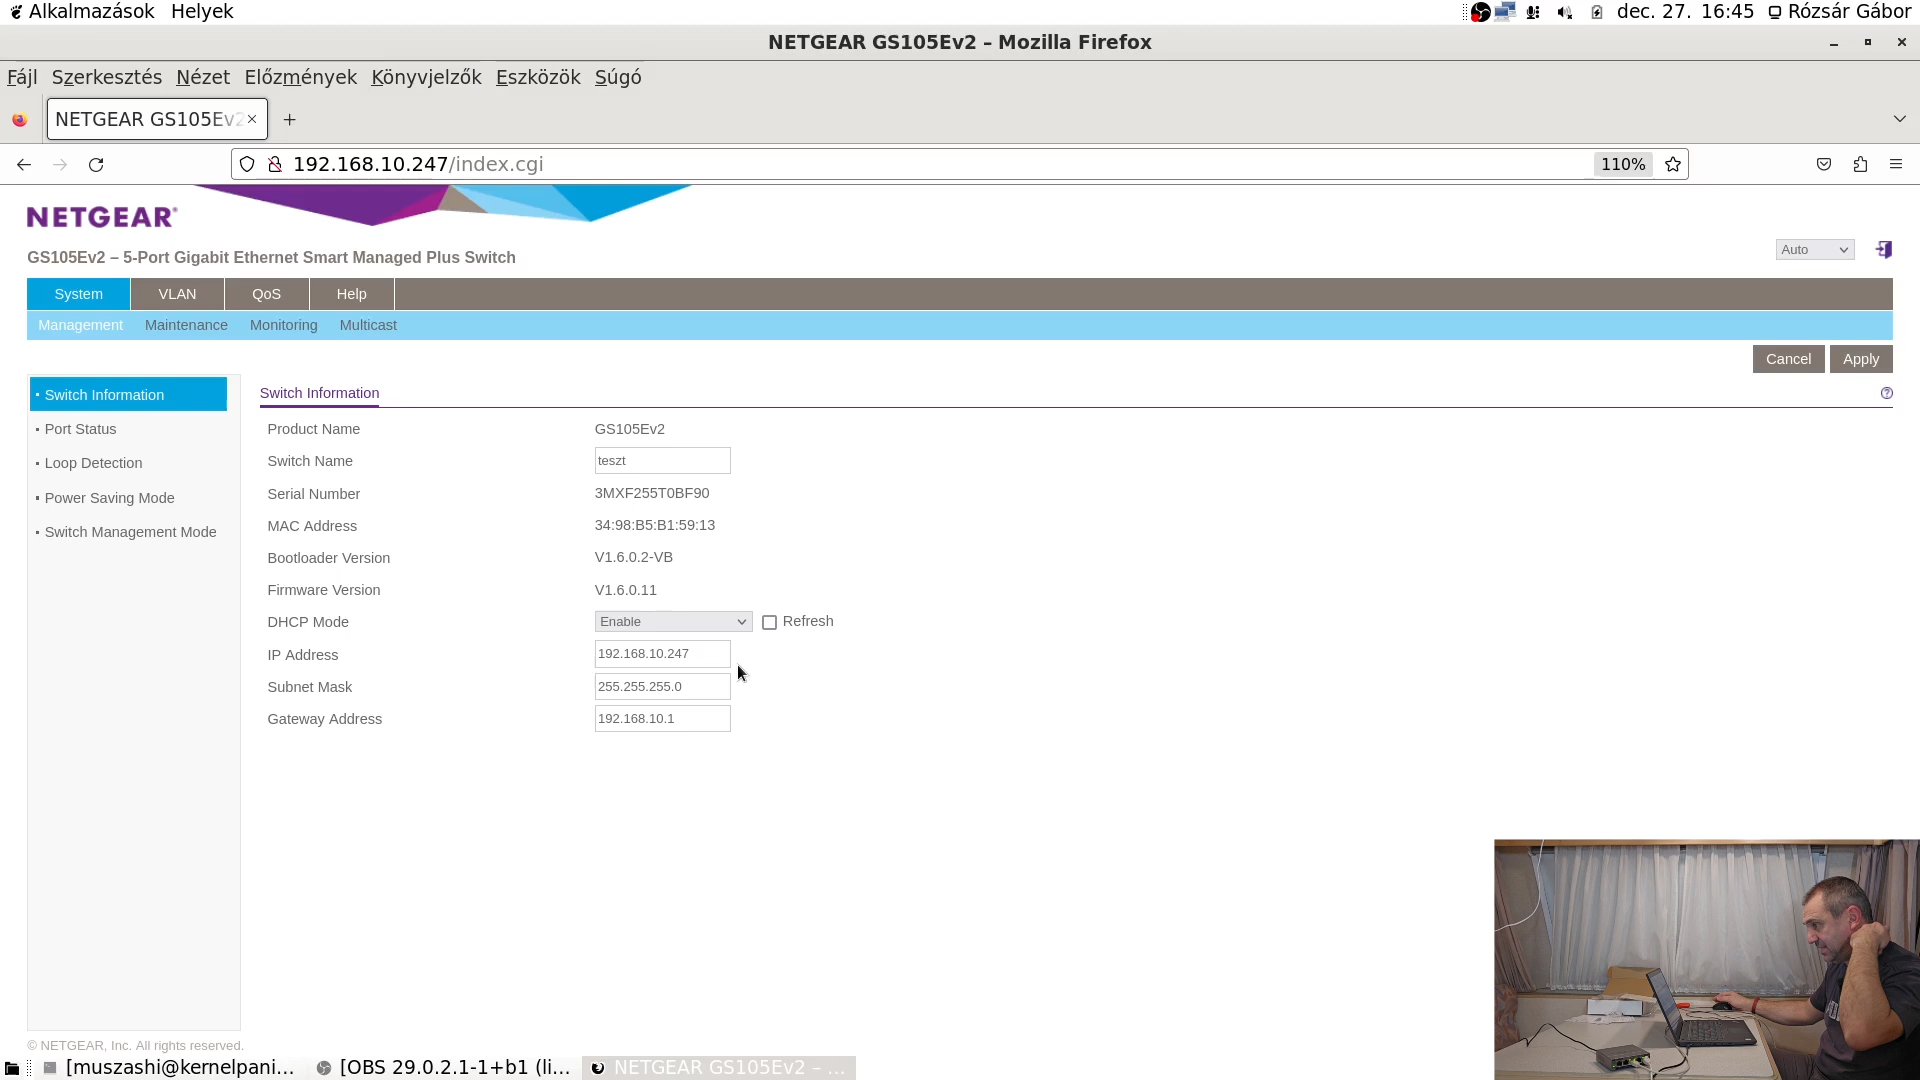 Alkalmazások Helyek dec. 27. 16:45 Rózsár Gábor
NETGEAR GS105Ev2 – Mozilla Firefox
Fájl Szerkesztés Nézet Előzmények Könyvjelzők Eszközök Súgó
NETGEAR GS105Ev2
192.168.10.247/index.cgi 110%
NETGEAR®
GS105Ev2 – 5-Port Gigabit Ethernet Smart Managed Plus Switch Auto
System VLAN QoS Help
Management Maintenance Monitoring Multicast
Cancel Apply
Switch Information
Port Status
Loop Detection
Power Saving Mode
Switch Management Mode
Switch Information
Product Name GS105Ev2
Switch Name teszt
Serial Number 3MXF255T0BF90
MAC Address 34:98:B5:B1:59:13
Bootloader Version V1.6.0.2-VB
Firmware Version V1.6.0.11
DHCP Mode Enable Refresh
IP Address 192.168.10.247
Subnet Mask 255.255.255.0
Gateway Address 192.168.10.1
© NETGEAR, Inc. All rights reserved.
[muszashi@kernelpani... [OBS 29.0.2.1-1+b1 (li... NETGEAR GS105Ev2 – ...